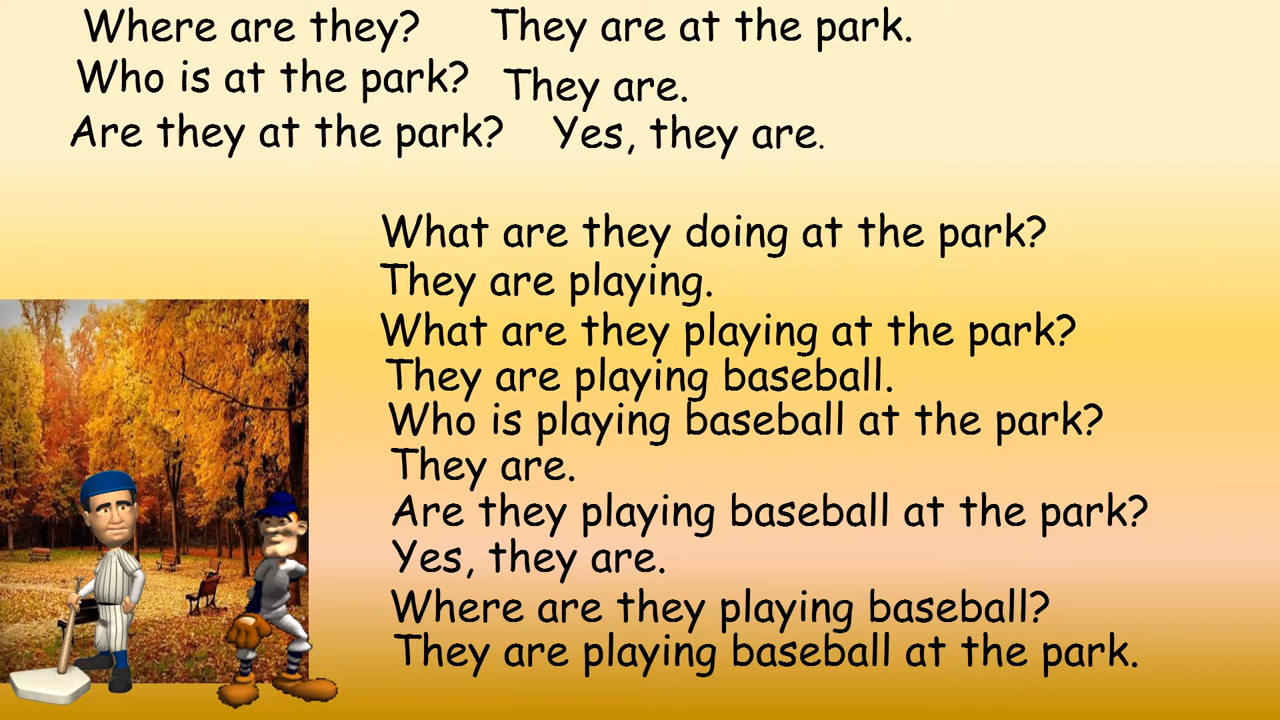 Where are they? They are at the park.
Who is at the park? They are.
Are they at the park? Yes, they are.
What are they doing at the park?
They are playing.
What are they playing at the park?
They are playing baseball.
Who is playing baseball at the park?
They are.
Are they playing baseball at the park?
Yes, they are.
Where are they playing baseball?
They are playing baseball at the park.